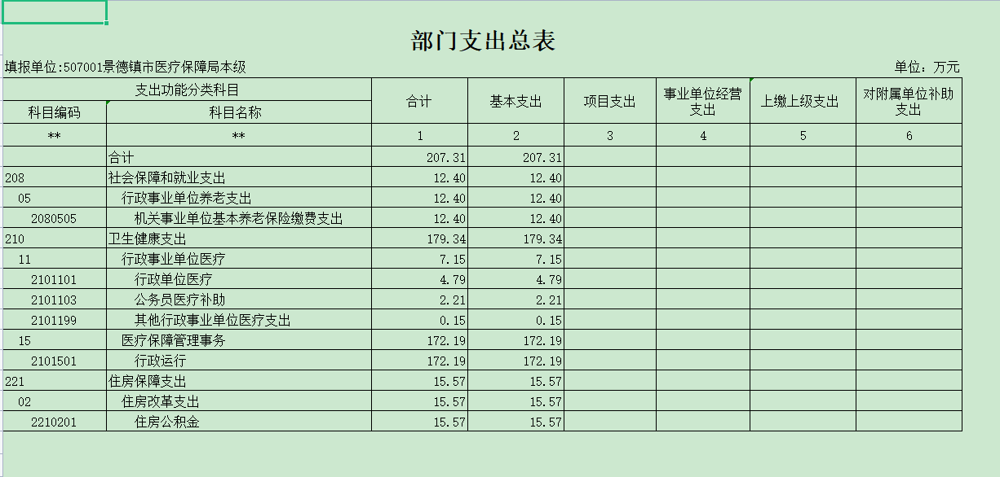 部门支出总表
填报单位:507001景德镇市医疗保障局本级 单位：万元
支出功能分类科目 合计 基本支出 项目支出 事业单位经营支出 上缴上级支出 对附属单位补助支出
科目编码 科目名称
** ** 1 2 3 4 5 6
合计 207.31 207.31
208 社会保障和就业支出 12.40 12.40
05 行政事业单位养老支出 12.40 12.40
2080505 机关事业单位基本养老保险缴费支出 12.40 12.40
210 卫生健康支出 179.34 179.34
11 行政事业单位医疗 7.15 7.15
2101101 行政单位医疗 4.79 4.79
2101103 公务员医疗补助 2.21 2.21
2101199 其他行政事业单位医疗支出 0.15 0.15
15 医疗保障管理事务 172.19 172.19
2101501 行政运行 172.19 172.19
221 住房保障支出 15.57 15.57
02 住房改革支出 15.57 15.57
2210201 住房公积金 15.57 15.57